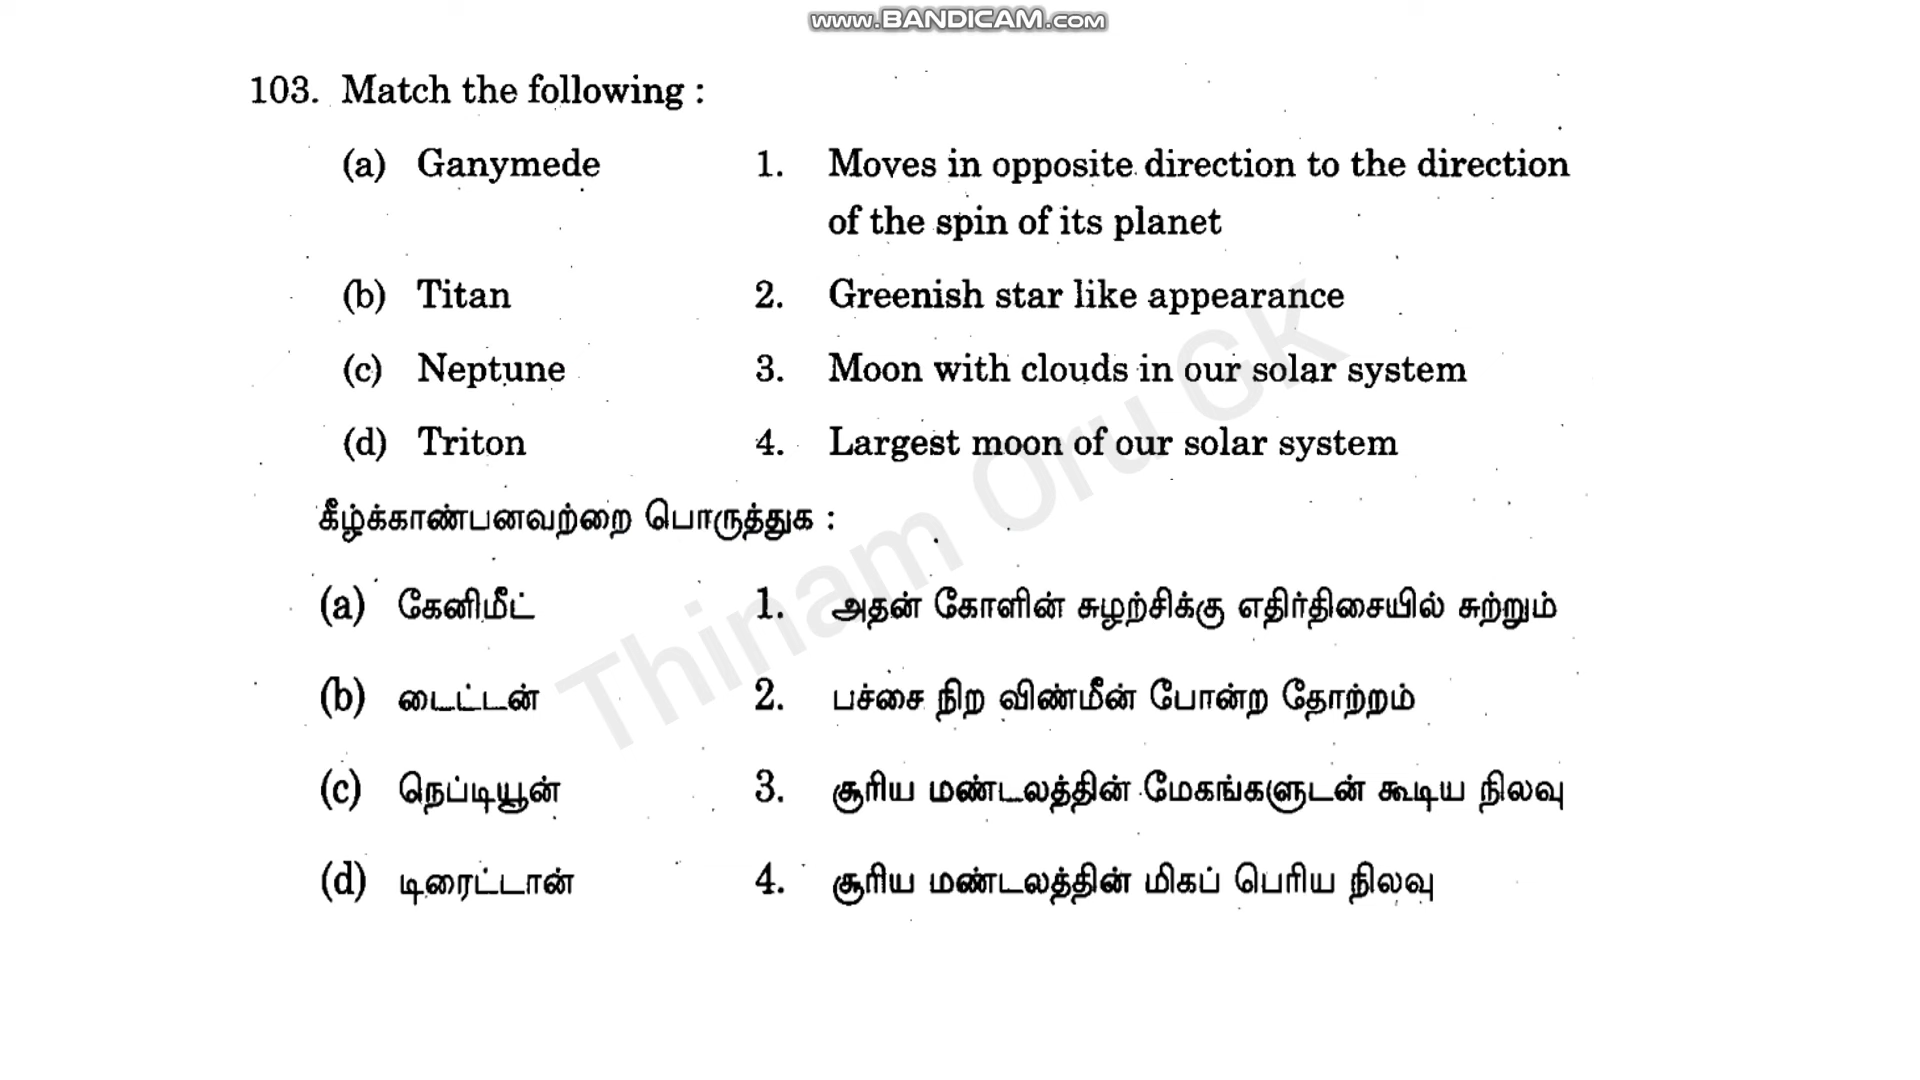 www.BANDICAM.com
103. Match the following :
(a) Ganymede 1. Moves in opposite direction to the direction
of the spin of its planet
(b) Titan 2. Greenish star like appearance
(c) Neptune 3. Moon with clouds in our solar system
(d) Triton 4. Largest moon of our solar system
கீழ்க்காண்பனவற்றை பொருத்துக :
(a) கேனிமீட் 1. அதன் கோளின் சுழற்சிக்கு எதிர்திசையில் சுற்றும்
(b) டைட்டன் 2. பச்சை நிற விண்மீன் போன்ற தோற்றம்
(c) நெப்டியூன் 3. சூரிய மண்டலத்தின் மேகங்களுடன் கூடிய நிலவு
(d) டிரைட்டான் 4. சூரிய மண்டலத்தின் மிகப் பெரிய நிலவு
Thinam Oru GK